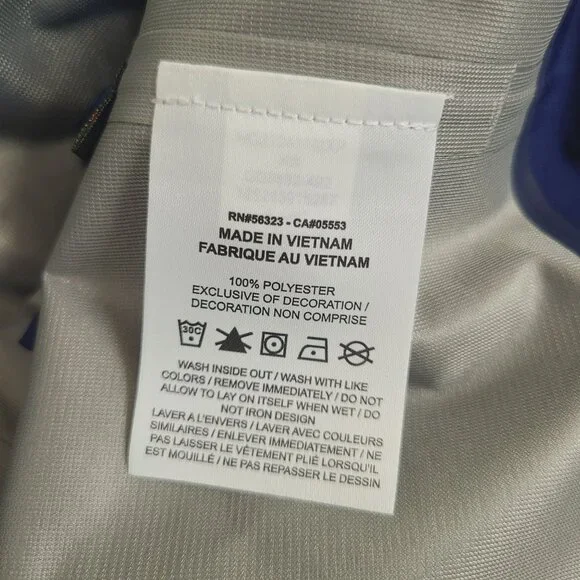 RN#56323 - CA#05553
MADE IN VIETNAM
FABRIQUE AU VIETNAM
100% POLYESTER
EXCLUSIVE OF DECORATION /
DECORATION NON COMPRISE
30C
WASH INSIDE OUT / WASH WITH LIKE
COLORS / REMOVE IMMEDIATELY / DO NOT
ALLOW TO LAY ON ITSELF WHEN WET / DO
NOT IRON DESIGN
LAVER A L'ENVERS / LAVER AVEC COULEURS
SIMILAIRES / ENLEVER IMMEDIATEMENT / NE
PAS LAISSER LE VÊTEMENT PLIÉ LORSQU'IL
EST MOUILLÉ / NE PAS REPASSER LE DESSIN